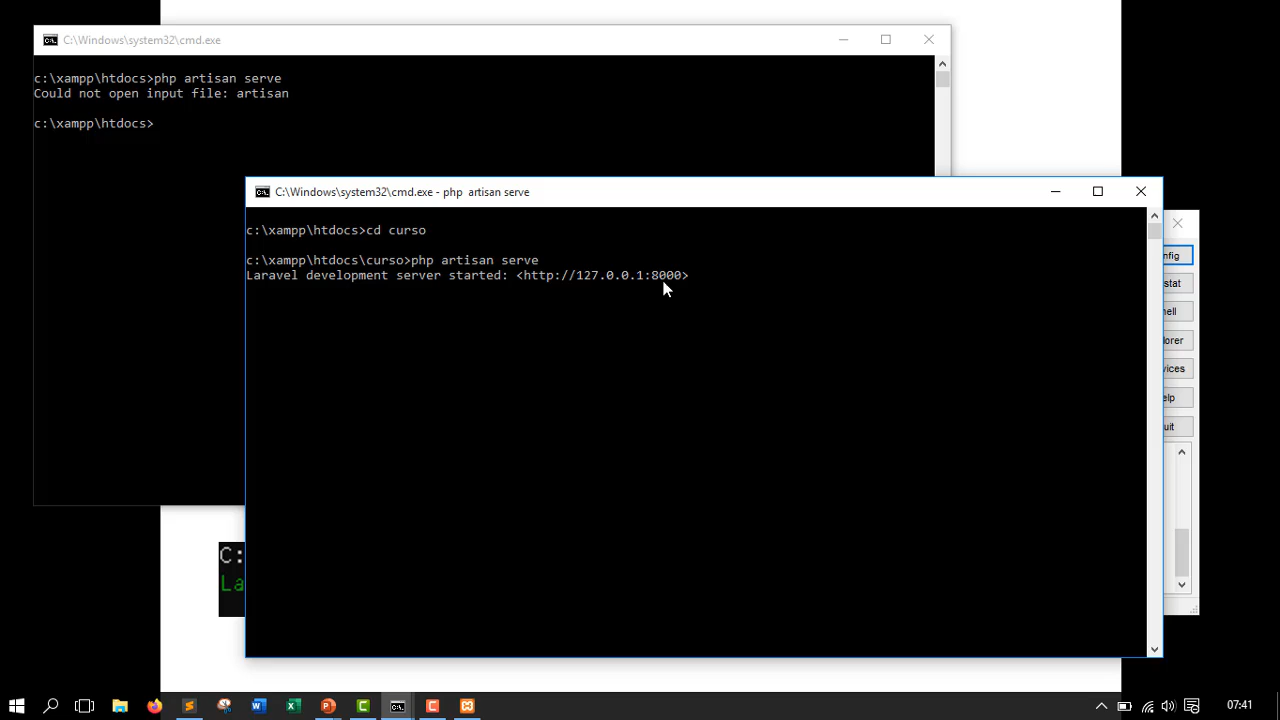 C:\Windows\system32\cmd.exe
c:\xampp\htdocs>php artisan serve
Could not open input file: artisan
c:\xampp\htdocs>
C:\Windows\system32\cmd.exe - php  artisan serve
c:\xampp\htdocs>cd curso
c:\xampp\htdocs\curso>php artisan serve
Laravel development server started: <http://127.0.0.1:8000>
nfig
stat
hell
lorer
vices
elp
uit
C:
La
07:41